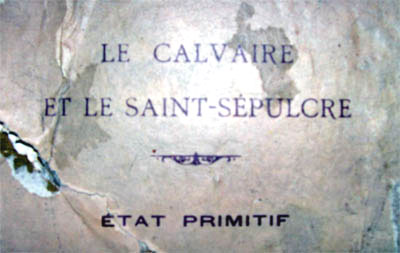 LE CALVAIRE
ET LE SAINT-SÉPULCRE
ÉTAT PRIMITIF